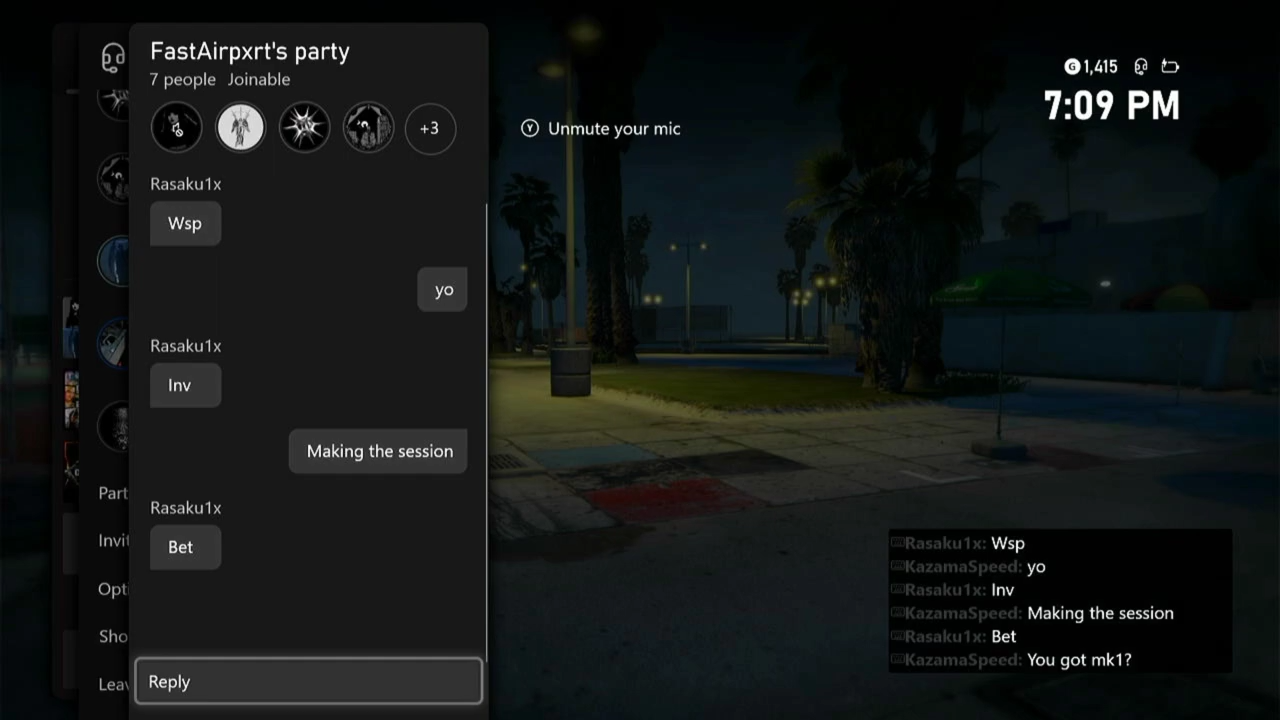 FastAirpxrt's party
7 people Joinable
+3
Rasaku1x
Wsp
yo
Rasaku1x
Inv
Making the session
Rasaku1x
Bet
Part
Invit
Opti
Sho
Leav
Reply
Y Unmute your mic
G 1,415
7:09 PM
Rasaku1x: Wsp
KazamaSpeed: yo
Rasaku1x: Inv
KazamaSpeed: Making the session
Rasaku1x: Bet
KazamaSpeed: You got mk1?